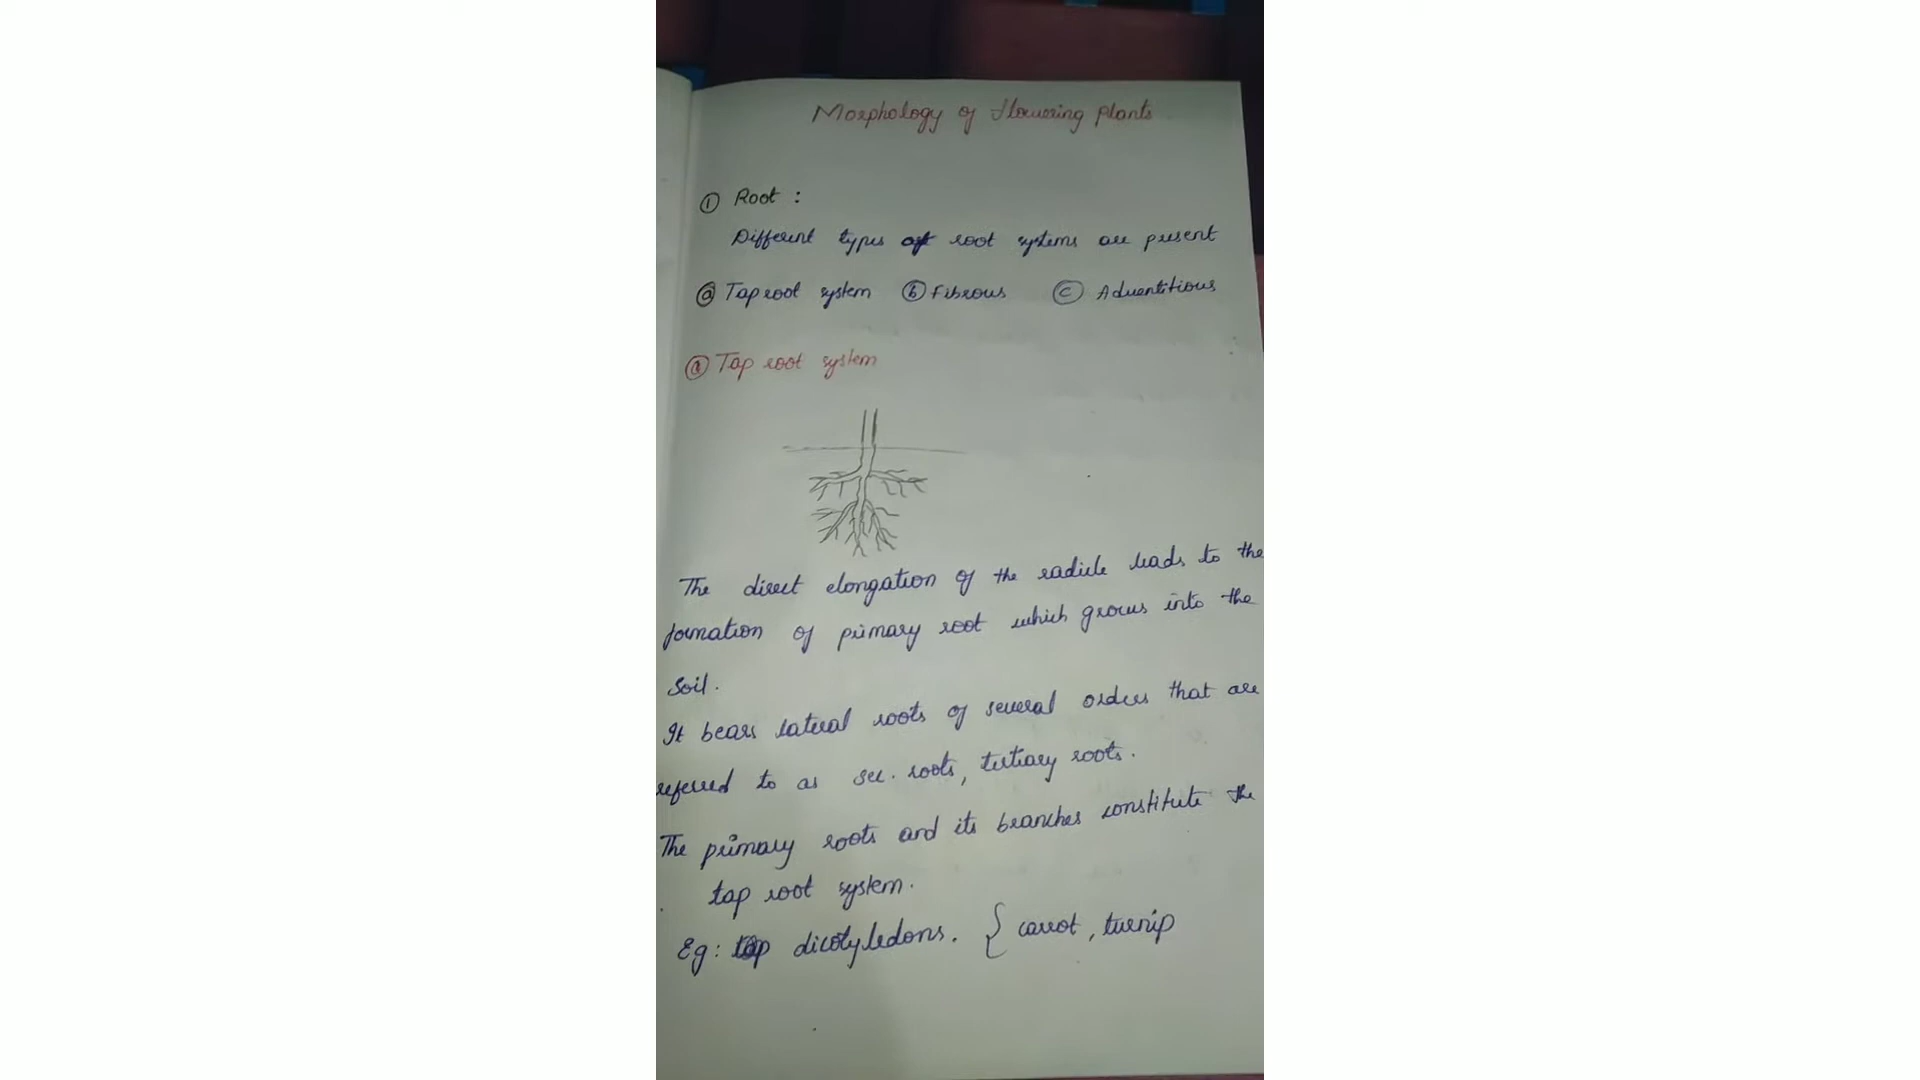 Morphology of flowering plants
① Root :
Different types of root systems are present
ⓐ Tap root system ⓑ Fibrous ⓒ Adventitious
ⓐ Tap root system
The direct elongation of the radicle leads to the
formation of primary root which grows into the
Soil.
It bears lateral roots of several orders that are
referred to as sec. roots, tertiary roots.
The primary roots and its branches constitute the
tap root system.
Eg: dicotyledons. { carrot, turnip